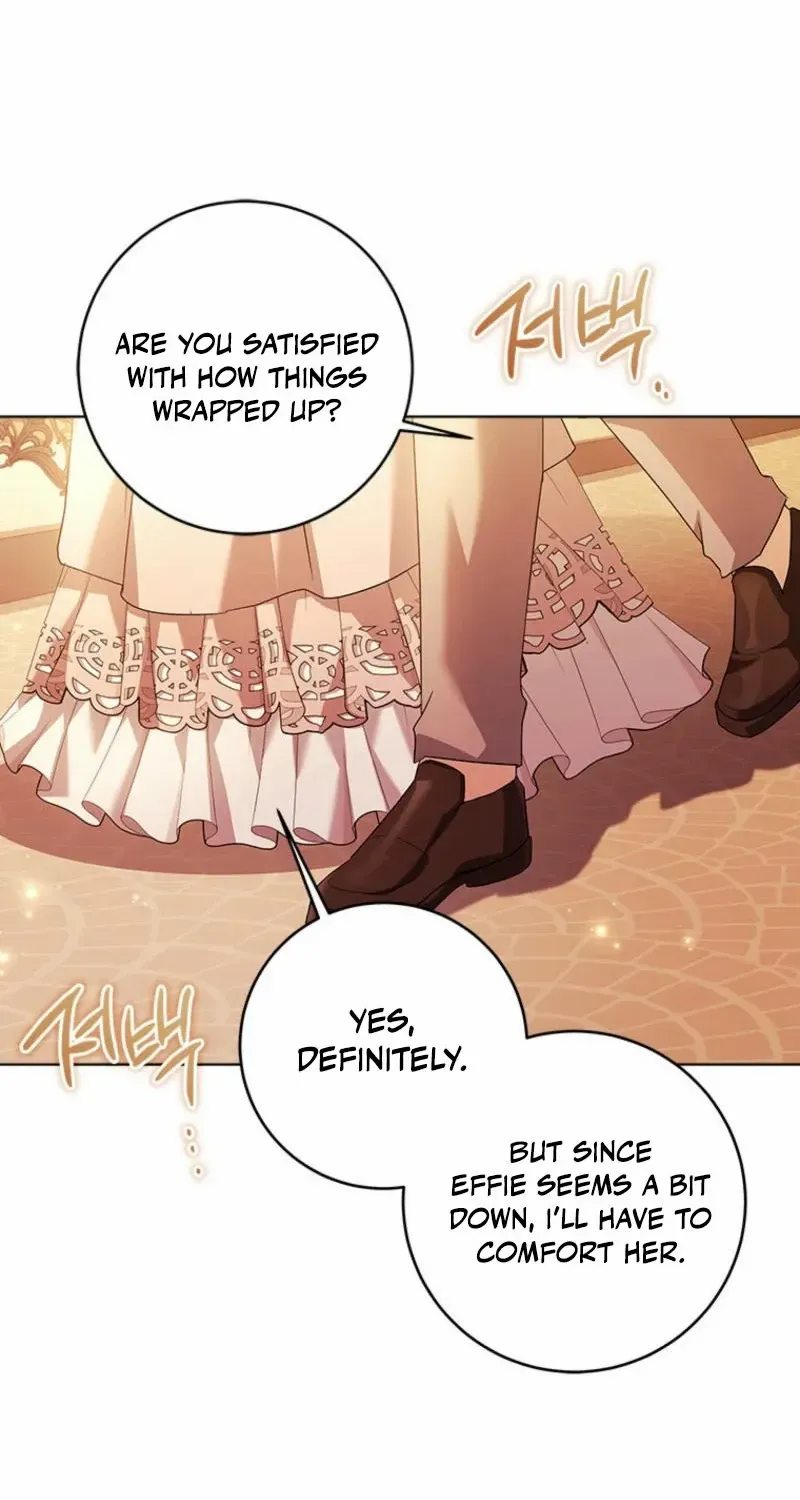 저벅..
ARE YOU SATISFIED
WITH HOW THINGS
WRAPPED UP?
YES,
DEFINITELY.
저벅...
BUT SINCE
EFFIE SEEMS A BIT
DOWN, I'LL HAVE TO
COMFORT HER.